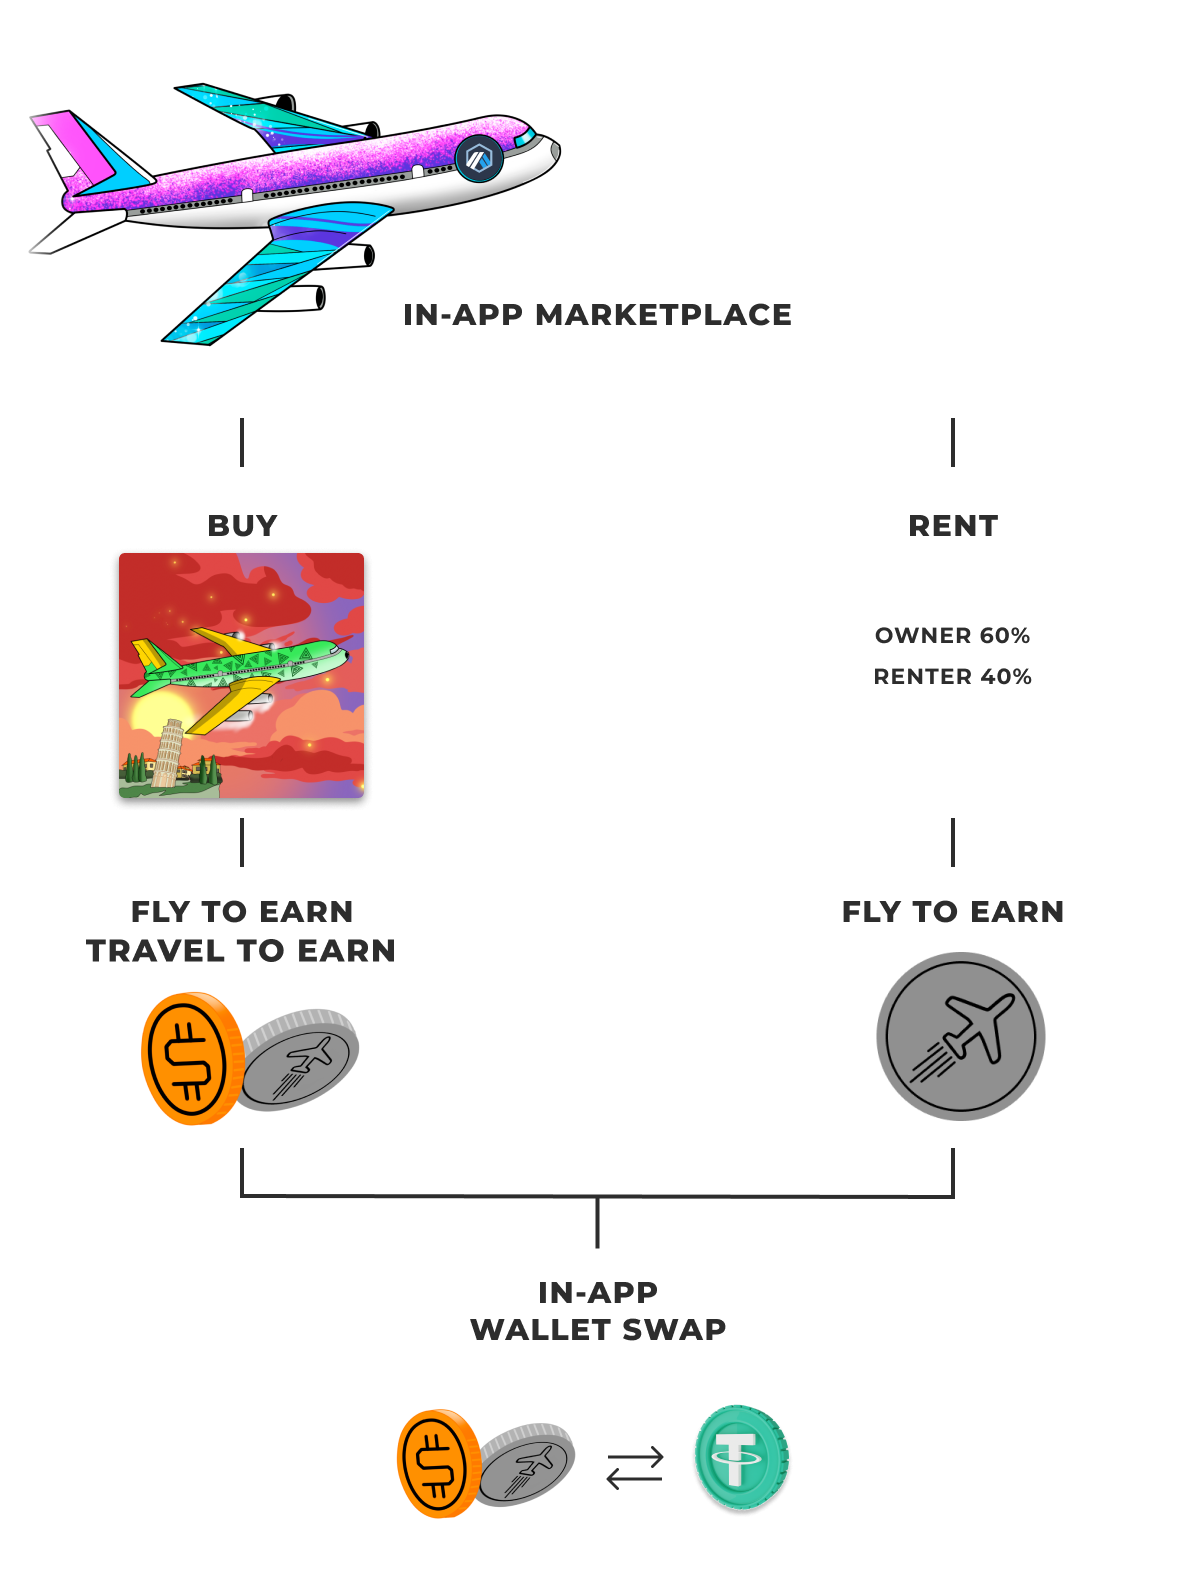 IN-APP MARKETPLACE
BUY
RENT
OWNER 60%
RENTER 40%
FLY TO EARN
TRAVEL TO EARN
FLY TO EARN
IN-APP
WALLET SWAP